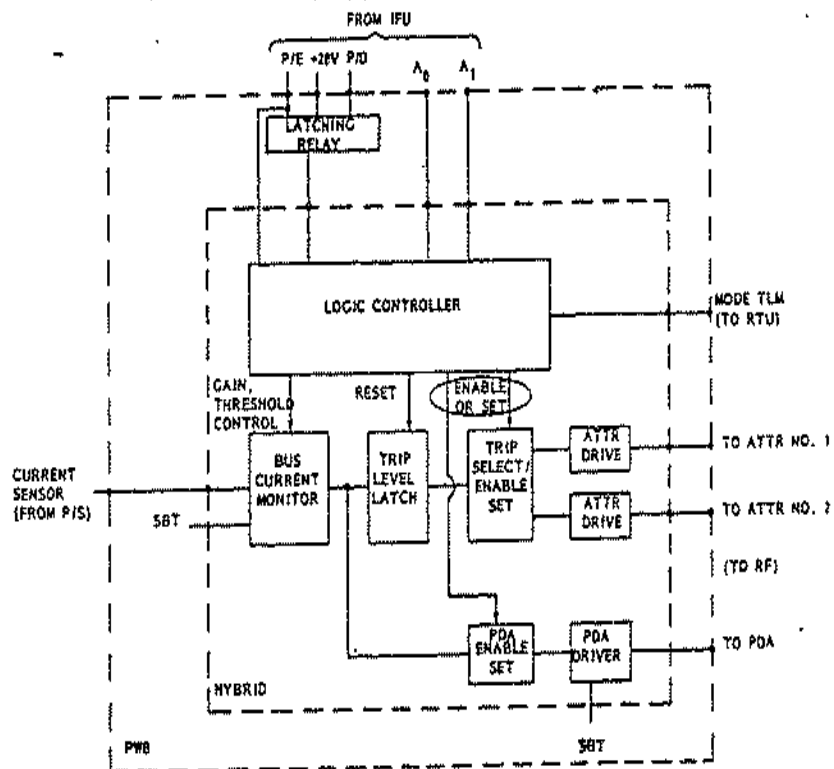 FROM IFU
P/E +28V P/D
A0 A1
LATCHING
RELAY
LOGIC CONTROLLER
MODE TLM
(TO RTU)
GAIN,
THRESHOLD
CONTROL
RESET
ENABLE
OR SET
BUS
CURRENT
MONITOR
TRIP
LEVEL
LATCH
TRIP
SELECT/
ENABLE
SET
ATTR
DRIVE
TO ATTR NO. 1
CURRENT
SENSOR
(FROM P/S)
SBT
ATTR
DRIVE
TO ATTR NO. 2
(TO RF)
PDA
ENABLE
SET
PDA
DRIVER
TO PDA
HYBRID
SBT
PWB